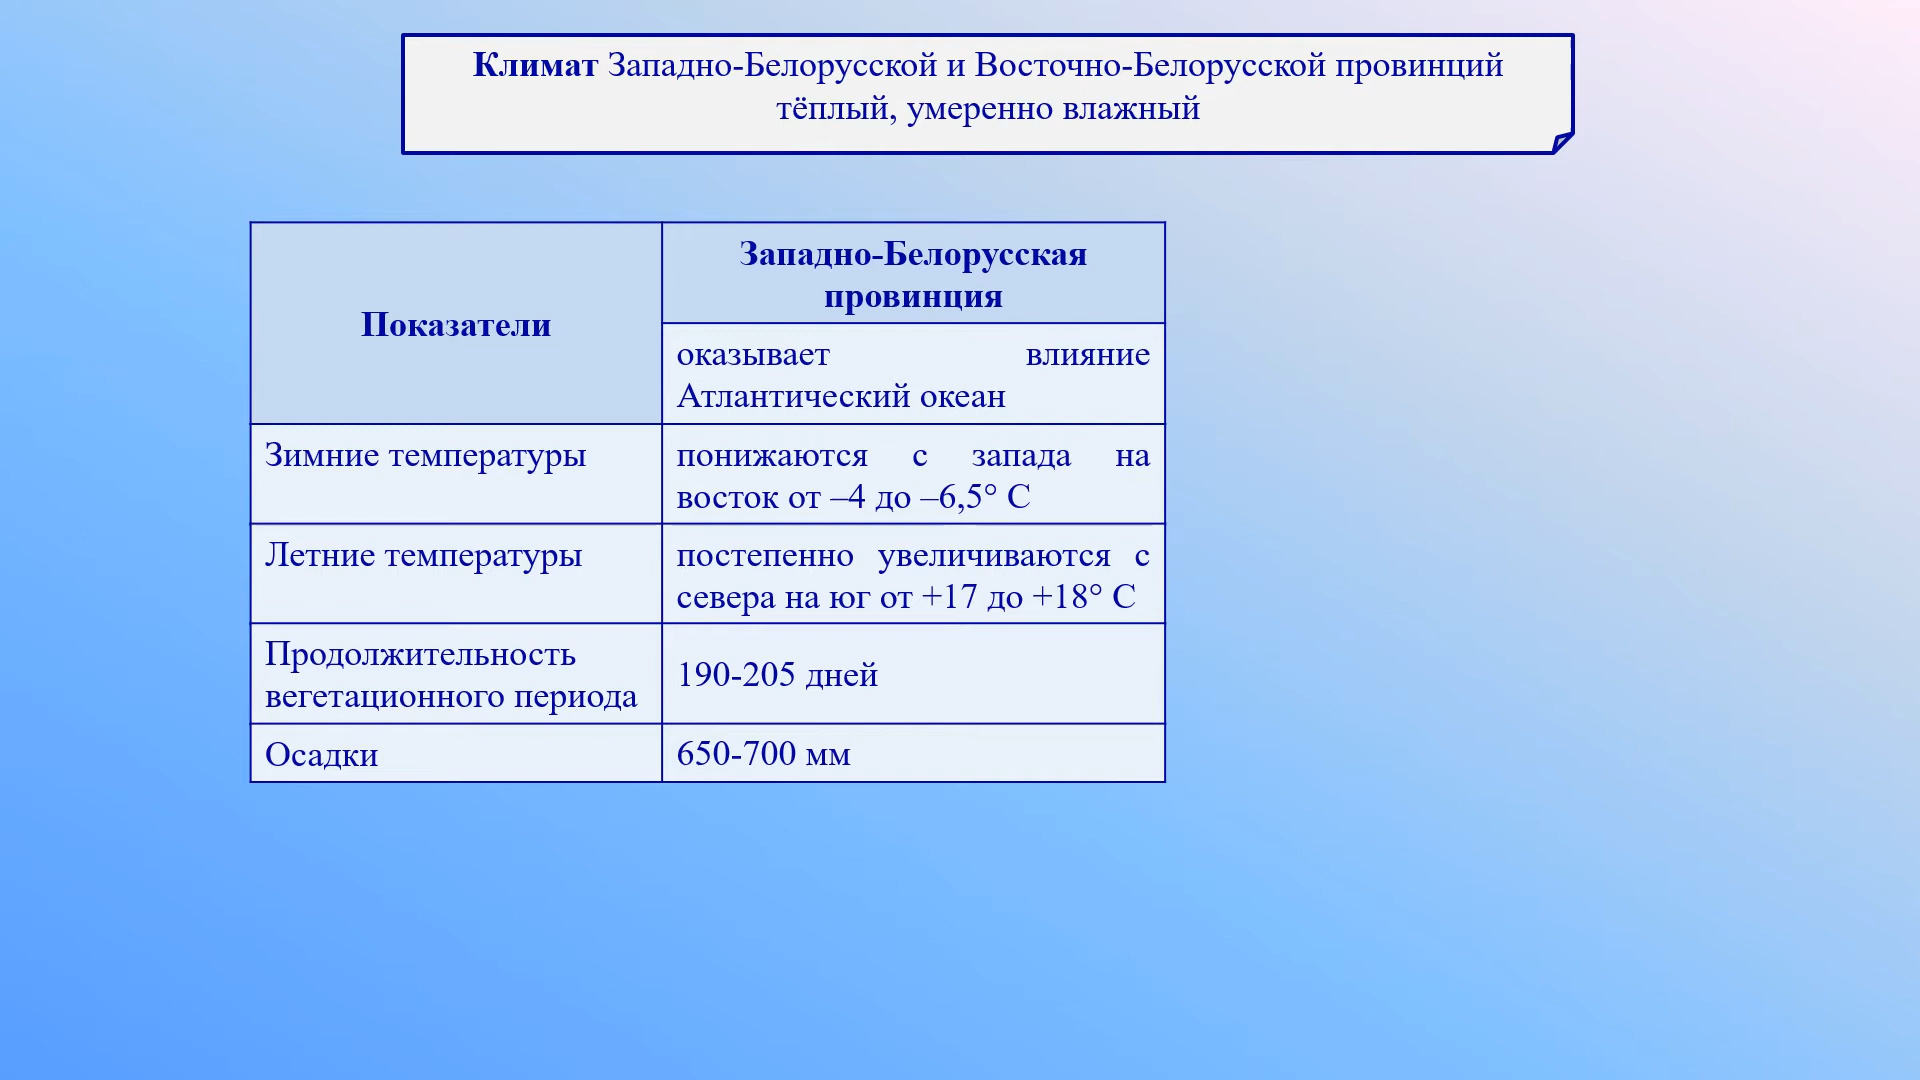 Климат Западно-Белорусской и Восточно-Белорусской провинций
тёплый, умеренно влажный
Показатели
Западно-Белорусская
провинция
оказывает влияние
Атлантический океан
Зимние температуры
понижаются с запада на
восток от –4 до –6,5° С
Летние температуры
постепенно увеличиваются с
севера на юг от +17 до +18° С
Продолжительность
вегетационного периода
190-205 дней
Осадки
650-700 мм